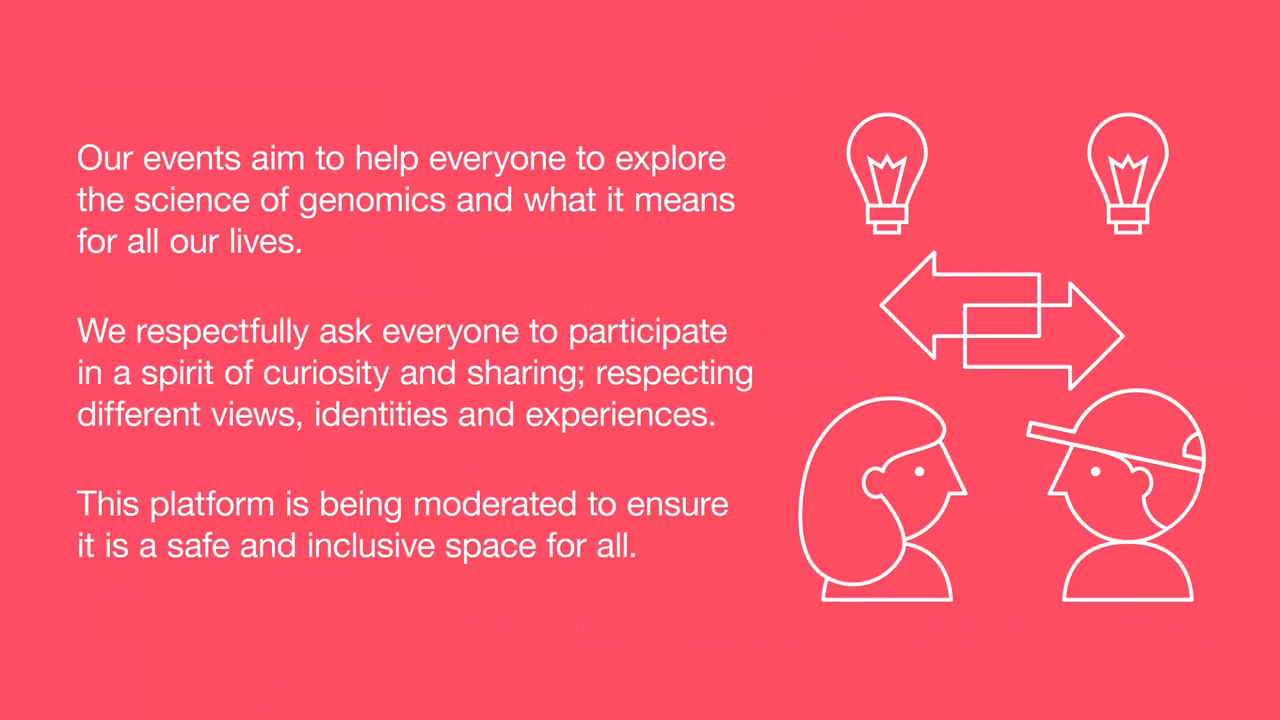 Our events aim to help everyone to explore
the science of genomics and what it means
for all our lives.
We respectfully ask everyone to participate
in a spirit of curiosity and sharing; respecting
different views, identities and experiences.
This platform is being moderated to ensure
it is a safe and inclusive space for all.